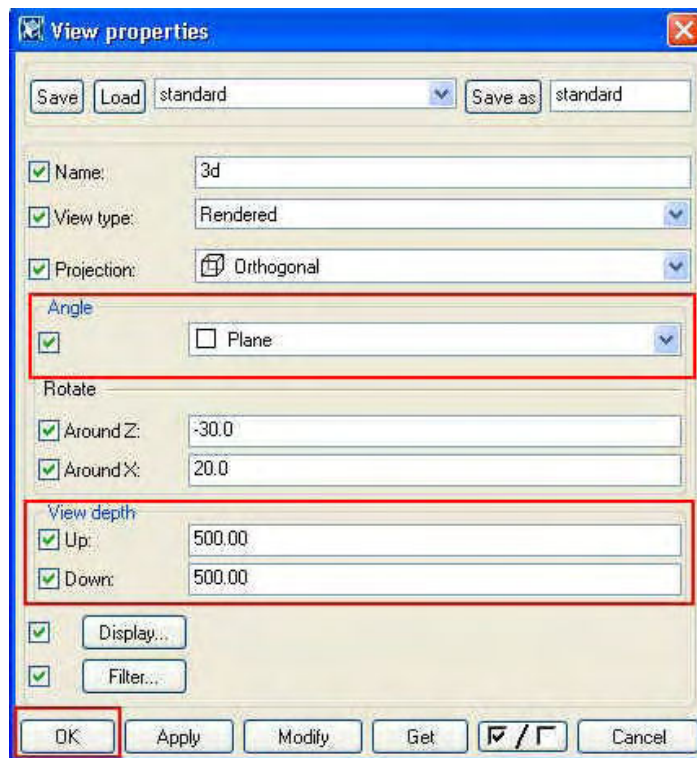 View properties
Save Load standard Save as standard
Name: 3d
View type: Rendered
Projection: Orthogonal
Angle
Plane
Rotate
Around Z: -30.0
Around X: 20.0
View depth
Up: 500.00
Down: 500.00
Display...
Filter...
OK Apply Modify Get / Cancel